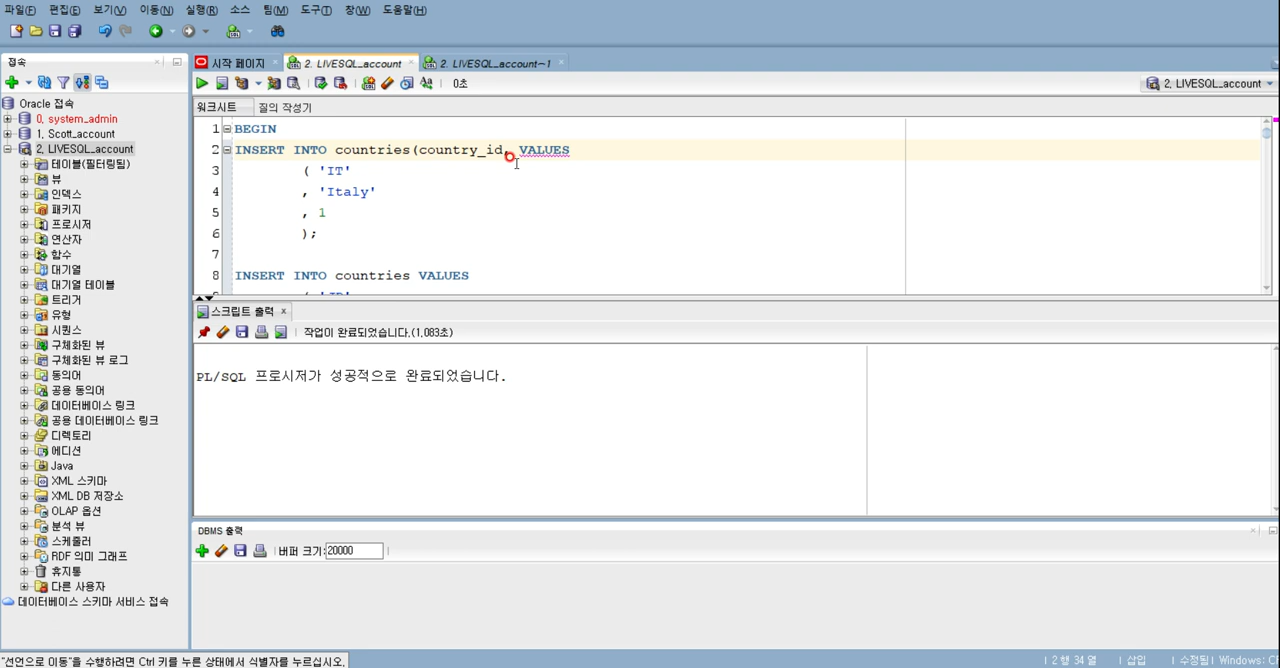 파일(F) 편집(E) 보기(V) 이동(N) 실행(R) 소스 팀(M) 도구(T) 창(W) 도움말(H)
접속
시작 페이지
2. LIVESQL_account
2. LIVESQL_account~1
0초
2. LIVESQL_account
워크시트 질의 작성기
Oracle 접속
0. system_admin
1. Scott_account
2. LIVESQL_account
테이블(필터링됨)
뷰
인덱스
패키지
프로시저
연산자
함수
대기열
대기열 테이블
트리거
유형
시퀀스
구체화된 뷰
구체화된 뷰 로그
동의어
공용 동의어
데이터베이스 링크
공용 데이터베이스 링크
디렉토리
에디션
Java
XML 스키마
XML DB 저장소
OLAP 옵션
분석 뷰
스케줄러
RDF 의미 그래프
휴지통
다른 사용자
데이터베이스 스키마 서비스 접속
1 BEGIN
2 INSERT INTO countries(country_id, VALUES
3 ( 'IT'
4 , 'Italy'
5 , 1
6 );
7
8 INSERT INTO countries VALUES
스크립트 출력
작업이 완료되었습니다.(1.083초)
PL/SQL 프로시저가 성공적으로 완료되었습니다.
DBMS 출력
버퍼 크기: 20000
"선언으로 이동"을 수행하려면 Ctrl 키를 누른 상태에서 식별자를 누르십시오.
2 행 34 열 삽입 수정됨 Windows: